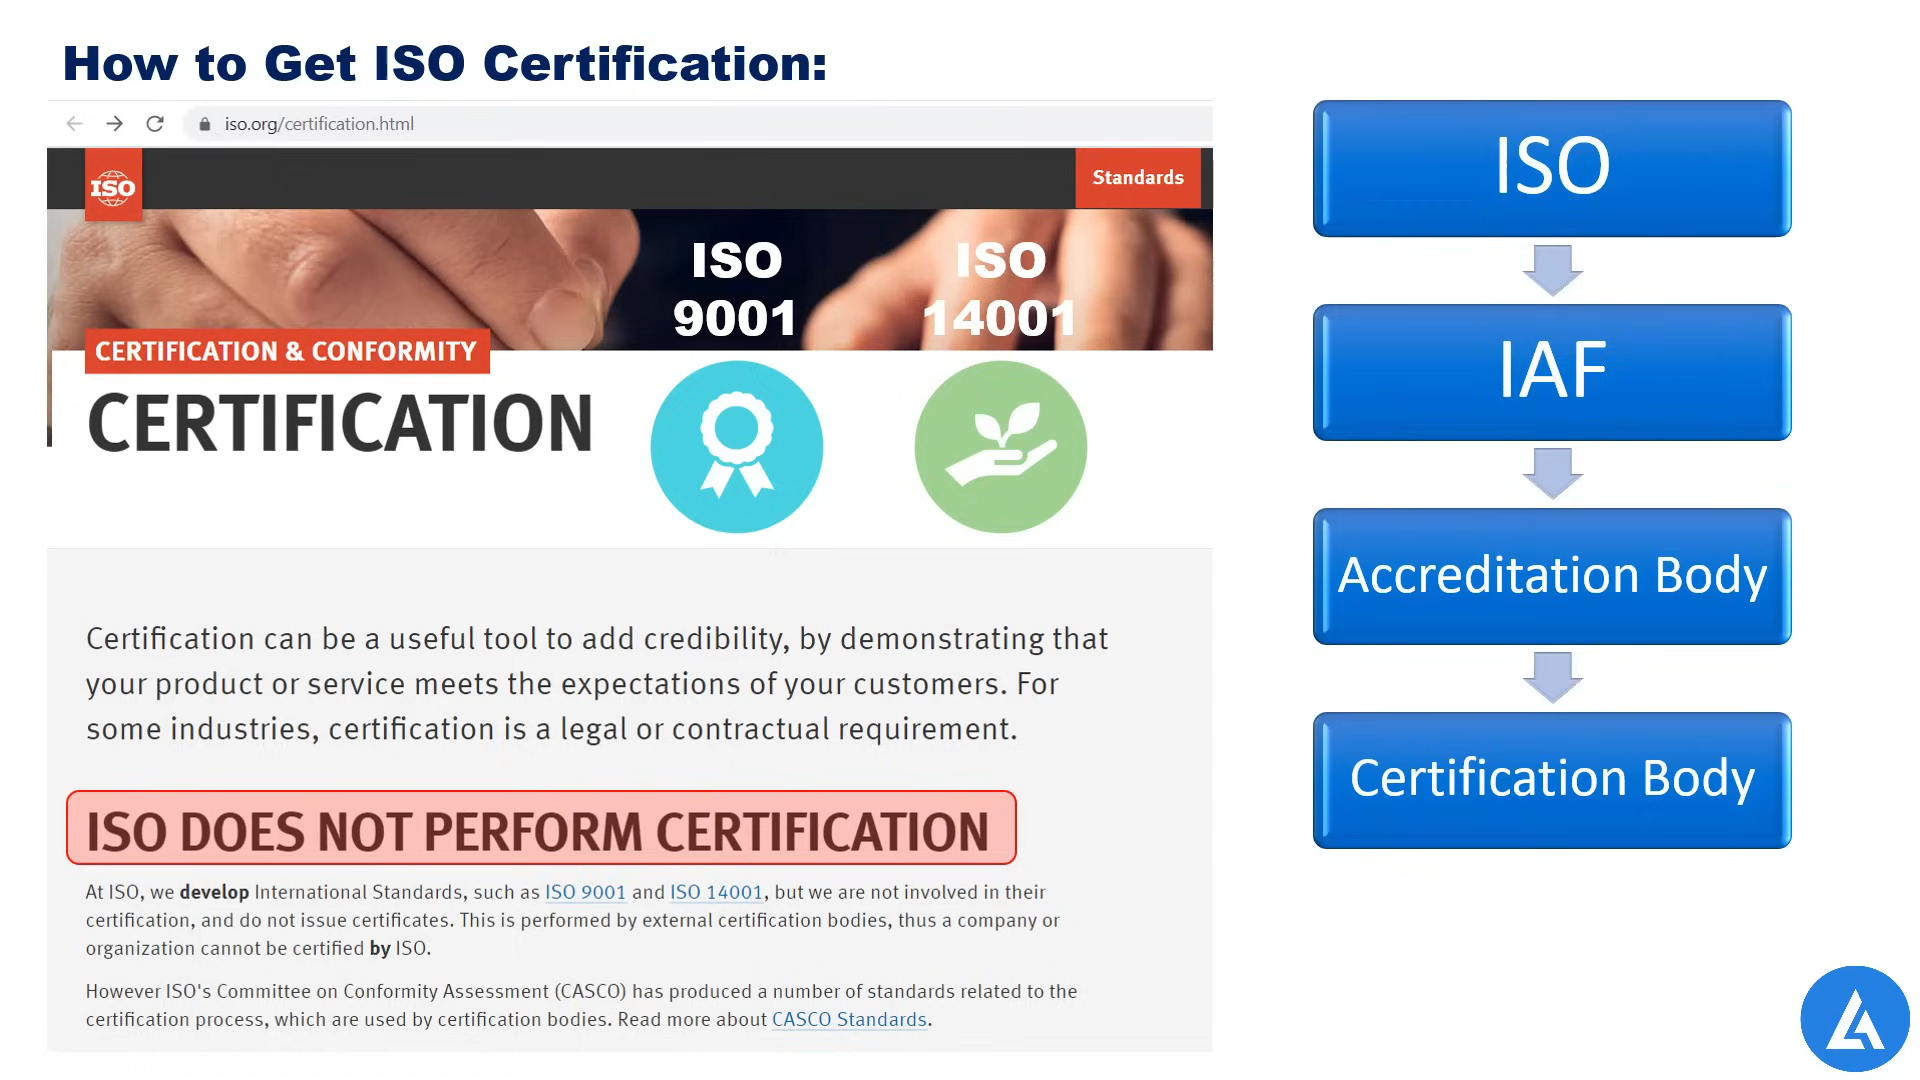 How to Get ISO Certification:
iso.org/certification.html
ISO
Standards
ISO
9001
ISO
14001
CERTIFICATION & CONFORMITY
CERTIFICATION
Certification can be a useful tool to add credibility, by demonstrating that
your product or service meets the expectations of your customers. For
some industries, certification is a legal or contractual requirement.
ISO DOES NOT PERFORM CERTIFICATION
At ISO, we develop International Standards, such as ISO 9001 and ISO 14001, but we are not involved in their
certification, and do not issue certificates. This is performed by external certification bodies, thus a company or
organization cannot be certified by ISO.
However ISO's Committee on Conformity Assessment (CASCO) has produced a number of standards related to the
certification process, which are used by certification bodies. Read more about CASCO Standards.
ISO
IAF
Accreditation Body
Certification Body